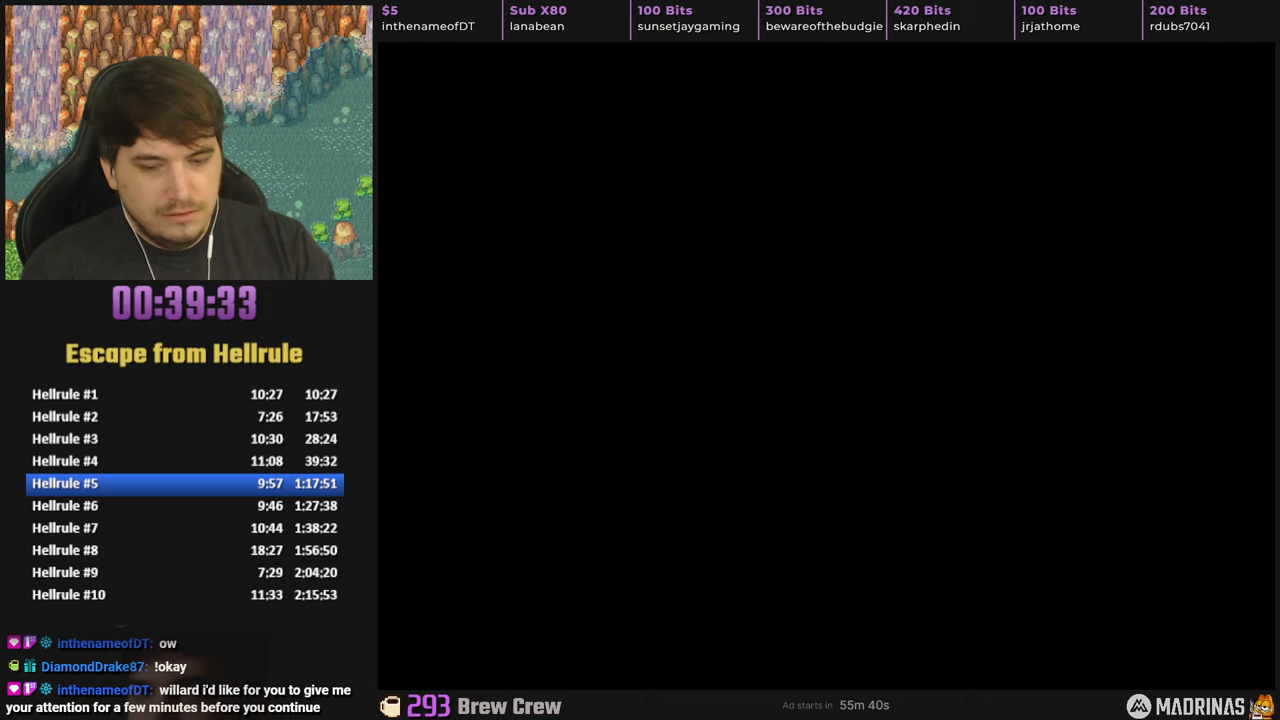 $5
inthenameofDT
Sub X80
lanabean
100 Bits
sunsetjaygaming
300 Bits
bewareofthebudgie
420 Bits
skarphedin
100 Bits
jrjathome
200 Bits
rdubs7041
00:39:33
Escape from Hellrule
Hellrule #1 10:27 10:27
Hellrule #2 7:26 17:53
Hellrule #3 10:30 28:24
Hellrule #4 11:08 39:32
Hellrule #5 9:57 1:17:51
Hellrule #6 9:46 1:27:38
Hellrule #7 10:44 1:38:22
Hellrule #8 18:27 1:56:50
Hellrule #9 7:29 2:04:20
Hellrule #10 11:33 2:15:53
inthenameofDT: ow
DiamondDrake87: !okay
inthenameofDT: willard i'd like for you to give me
your attention for a few minutes before you continue
293 Brew Crew
Ad starts in 55m 40s
MADRINAS